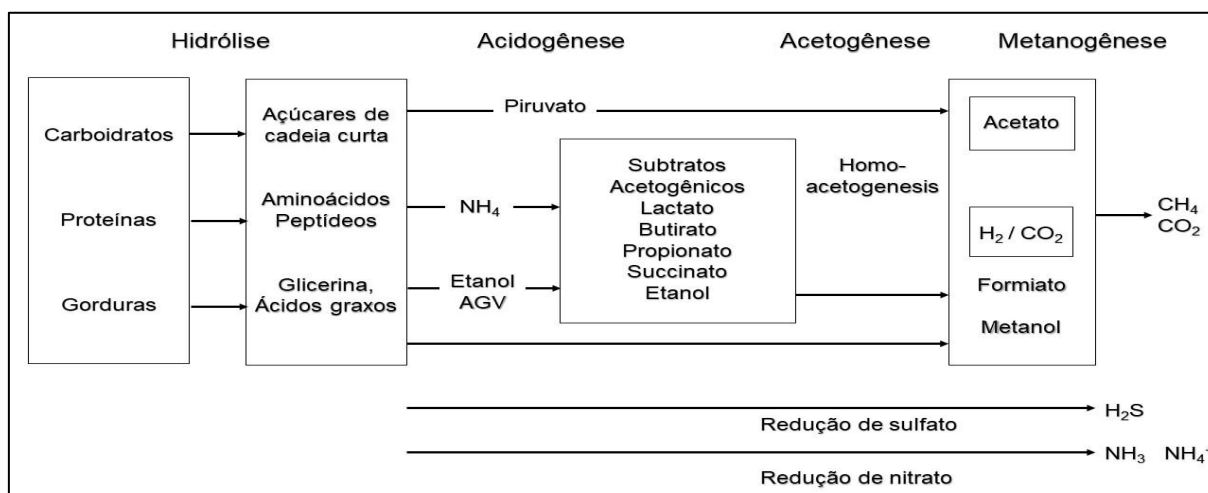 Hidrólise
Acidogênese
Acetogênese
Metanogênese
Carboidratos
Proteínas
Gorduras
Açúcares de
cadeia curta
Aminoácidos
Peptídeos
Glicerina,
Ácidos graxos
Piruvato
NH₄
Etanol
AGV
Subtratos
Acetogênicos
Lactato
Butirato
Propionato
Succinato
Etanol
Homo-
acetogenesis
Acetato
H₂ / CO₂
Formiato
Metanol
CH₄
CO₂
Redução de sulfato
H₂S
Redução de nitrato
NH₃ NH₄⁺